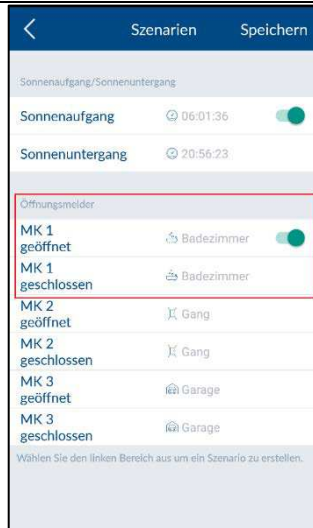 Szenarien Speichern
Sonnenaufgang/Sonnenuntergang
Sonnenaufgang 06:01:36
Sonnenuntergang 20:56:23
Öffnungsmelder
MK 1
geöffnet
Badezimmer
MK 1
geschlossen
Badezimmer
MK 2
geöffnet
Gang
MK 2
geschlossen
Gang
MK 3
geöffnet
Garage
MK 3
geschlossen
Garage
Wählen Sie den linken Bereich aus um ein Szenario zu erstellen.